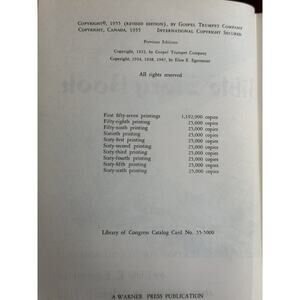 COPYRIGHT©, 1955 (REVISED EDITION), BY GOSPEL TRUMPET COMPANY
COPYRIGHT, CANADA, 1955 INTERNATIONAL COPYRIGHT SECURED
Previous Editions
Copyright, 1922, by Gospel Trumpet Company
Copyright, 1934, 1938, 1947, by Elsie E. Egermeier
All rights reserved
First fifty-seven printings 1,192,000 copies
Fifty-eighth printing 25,000 copies
Fifty-ninth printing 25,000 copies
Sixtieth printing 25,000 copies
Sixty-first printing 25,000 copies
Sixty-second printing 25,000 copies
Sixty-third printing 25,000 copies
Sixty-fourth printing 25,000 copies
Sixty-fifth printing 25,000 copies
Sixty-sixth printing 25,000 copies
Library of Congress Catalog Card No. 55-3000
A WARNER PRESS PUBLICATION